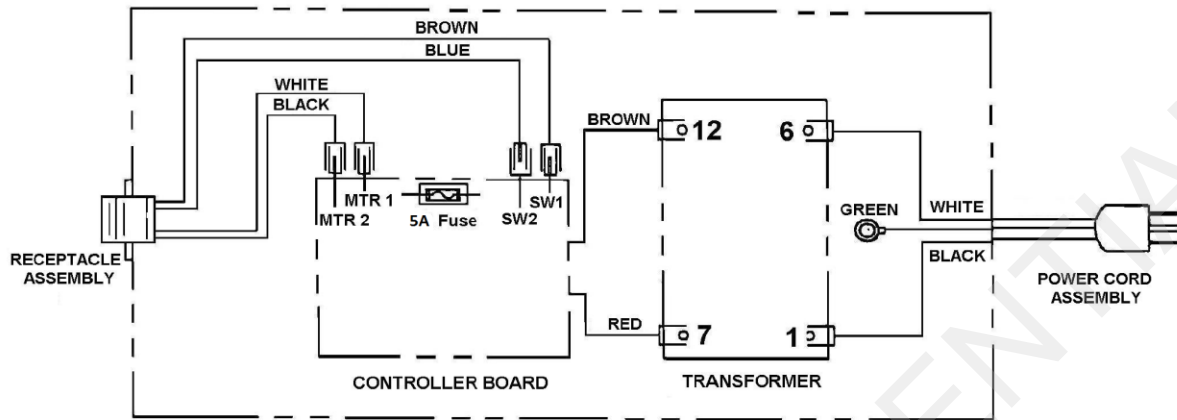 BROWN
BLUE
WHITE
BLACK
MTR 2
MTR 1
5A Fuse
SW2
SW1
RECEPTACLE
ASSEMBLY
CONTROLLER BOARD
BROWN
RED
12
6
7
1
TRANSFORMER
GREEN
WHITE
BLACK
POWER CORD
ASSEMBLY
ENTIA